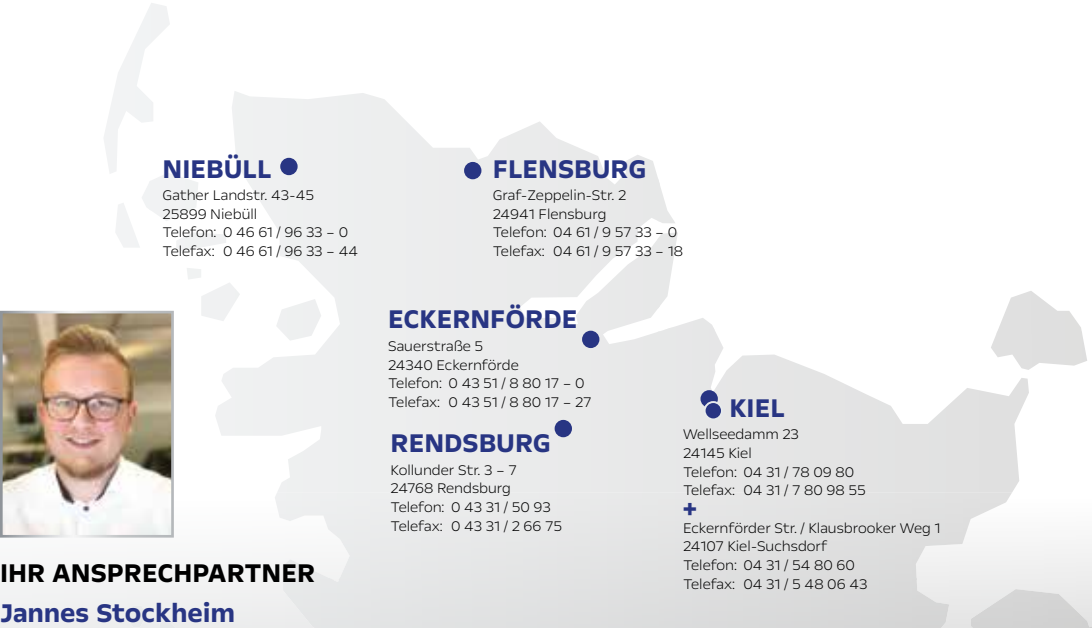 NIEBÜLL
Gather Landstr. 43-45
25899 Niebüll
Telefon: 0 46 61 / 96 33 – 0
Telefax: 0 46 61 / 96 33 – 44
FLENSBURG
Graf-Zeppelin-Str. 2
24941 Flensburg
Telefon: 04 61 / 9 57 33 – 0
Telefax: 04 61 / 9 57 33 – 18
ECKERNFÖRDE
Sauerstraße 5
24340 Eckernförde
Telefon: 0 43 51 / 8 80 17 – 0
Telefax: 0 43 51 / 8 80 17 – 27
RENDSBURG
Kollunder Str. 3 – 7
24768 Rendsburg
Telefon: 0 43 31 / 50 93
Telefax: 0 43 31 / 2 66 75
KIEL
Wellseedamm 23
24145 Kiel
Telefon: 04 31 / 78 09 80
Telefax: 04 31 / 7 80 98 55
+
Eckernförder Str. / Klausbrooker Weg 1
24107 Kiel-Suchsdorf
Telefon: 04 31 / 54 80 60
Telefax: 04 31 / 5 48 06 43
IHR ANSPRECHPARTNER
Jannes Stockheim